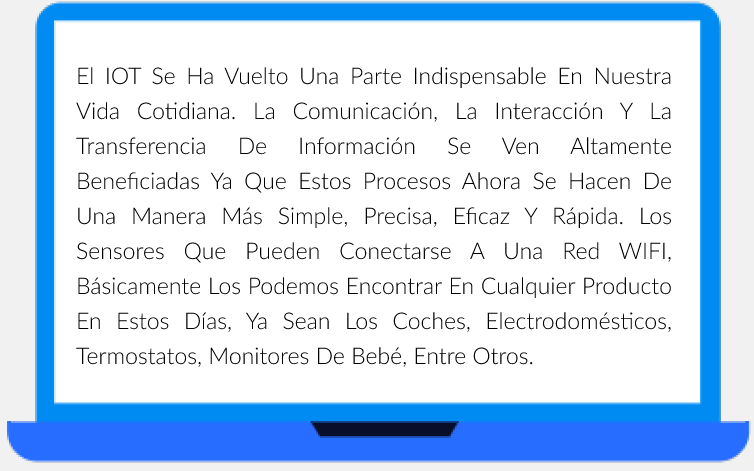 El IOT Se Ha Vuelto Una Parte Indispensable En Nuestra
Vida Cotidiana. La Comunicación, La Interacción Y La
Transferencia De Información Se Ven Altamente
Beneficiadas Ya Que Estos Procesos Ahora Se Hacen De
Una Manera Más Simple, Precisa, Eficaz Y Rápida. Los
Sensores Que Pueden Conectarse A Una Red WIFI,
Básicamente Los Podemos Encontrar En Cualquier Producto
En Estos Días, Ya Sean Los Coches, Electrodomésticos,
Termostatos, Monitores De Bebé, Entre Otros.